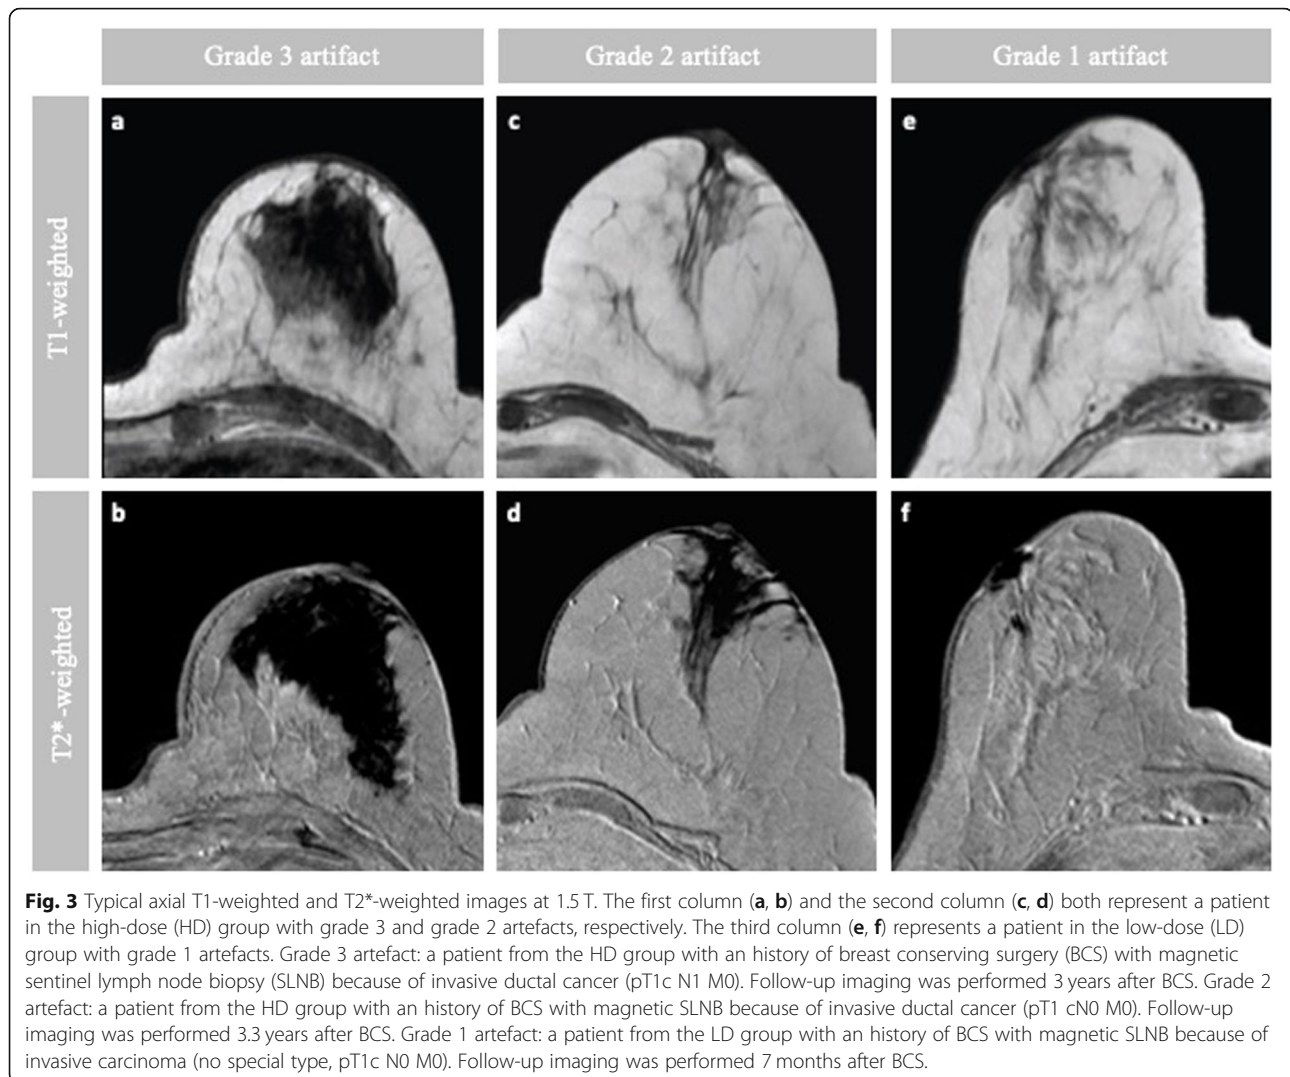 Grade 3 artifact
Grade 2 artifact
Grade 1 artifact
T1-weighted
a
c
e
T2*-weighted
b
d
f
Fig. 3 Typical axial T1-weighted and T2*-weighted images at 1.5 T. The first column (a, b) and the second column (c, d) both represent a patient
in the high-dose (HD) group with grade 3 and grade 2 artefacts, respectively. The third column (e, f) represents a patient in the low-dose (LD)
group with grade 1 artefacts. Grade 3 artefact: a patient from the HD group with an history of breast conserving surgery (BCS) with magnetic
sentinel lymph node biopsy (SLNB) because of invasive ductal cancer (pT1c N1 M0). Follow-up imaging was performed 3 years after BCS. Grade 2
artefact: a patient from the HD group with an history of BCS with magnetic SLNB because of invasive ductal cancer (pT1 cN0 M0). Follow-up
imaging was performed 3.3 years after BCS. Grade 1 artefact: a patient from the LD group with an history of BCS with magnetic SLNB because of
invasive carcinoma (no special type, pT1c N0 M0). Follow-up imaging was performed 7 months after BCS.